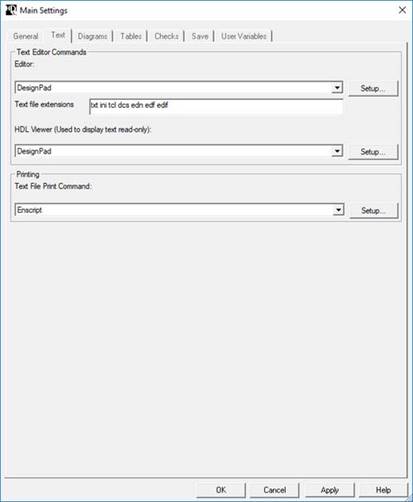 Main Settings
General Text Diagrams Tables Checks Save User Variables
Text Editor Commands
Editor:
DesignPad Setup...
Text file extensions txt ini tcl dcs edn edf edif
HDL Viewer (Used to display text read-only):
DesignPad Setup...
Printing
Text File Print Command:
Enscript Setup...
OK Cancel Apply Help